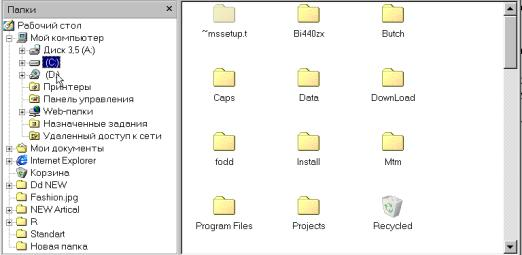 Папки
Рабочий стол
Мой компьютер
Диск 3,5 (A:)
(C:)
(D:)
Принтеры
Панель управления
Web-папки
Назначенные задания
Удаленный доступ к сети
Мои документы
Internet Explorer
Корзина
Dd NEW
Fashion.jpg
NEW Artical
R
Standart
Новая папка
~mssetup.t
Bi440zx
Butch
Caps
Data
DownLoad
fodd
Install
Mtm
Program Files
Projects
Recycled